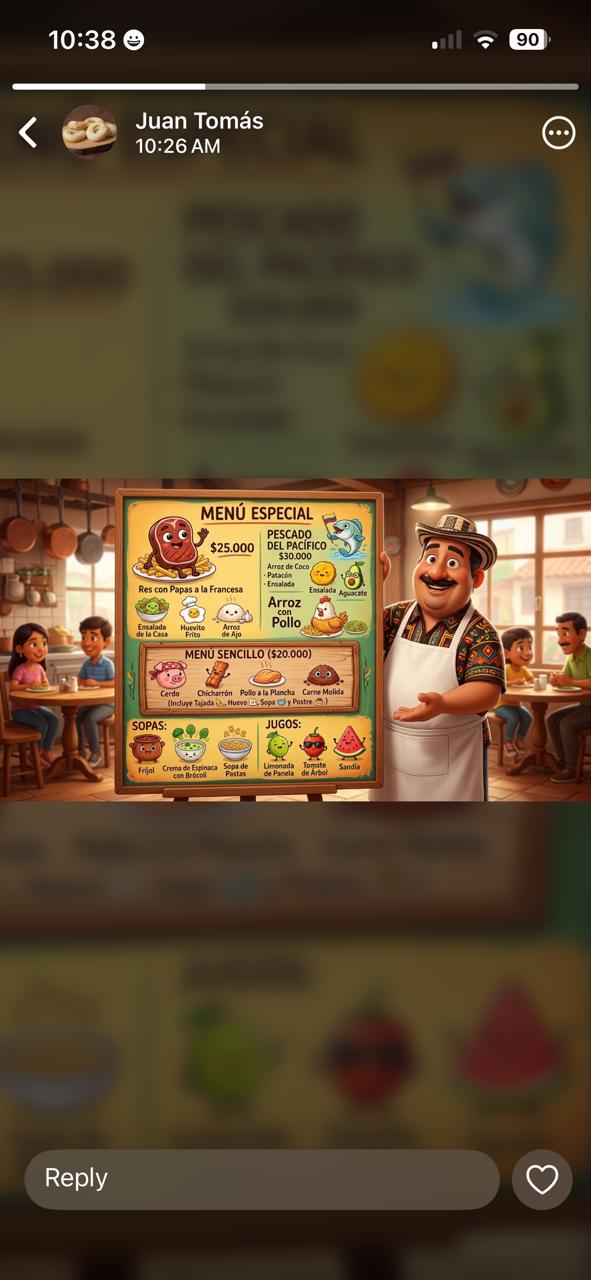 10:38
90
Juan Tomás
10:26 AM
MENÚ ESPECIAL
$25.000
Res con Papas a la Francesa
Ensalada
de la Casa
Huevito
Frito
Arroz
de Ajo
PESCADO
DEL PACÍFICO
$30.000
Arroz de Coco
· Patacón
· Ensalada
Ensalada
Aguacate
Arroz
con
Pollo
MENÚ SENCILLO ($20.000)
Cerdo
Chicharrón
Pollo a la Plancha
Carne Molida
(Incluye Tajada, Huevo, Sopa y Postre)
SOPAS:
Fríjol
Crema de Espinaca
con Brócoli
Sopa de
Pastas
JUGOS:
Limonada
de Panela
Tomate
de Árbol
Sandía
Reply